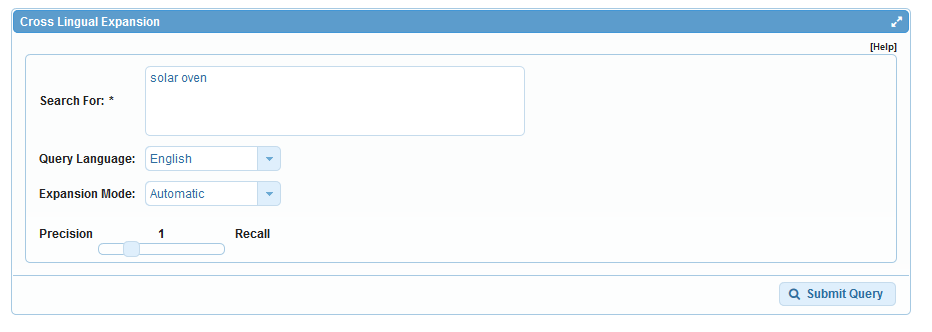 Cross Lingual Expansion
[Help]
Search For: *
solar oven
Query Language: English
Expansion Mode: Automatic
Precision 1 Recall
Submit Query